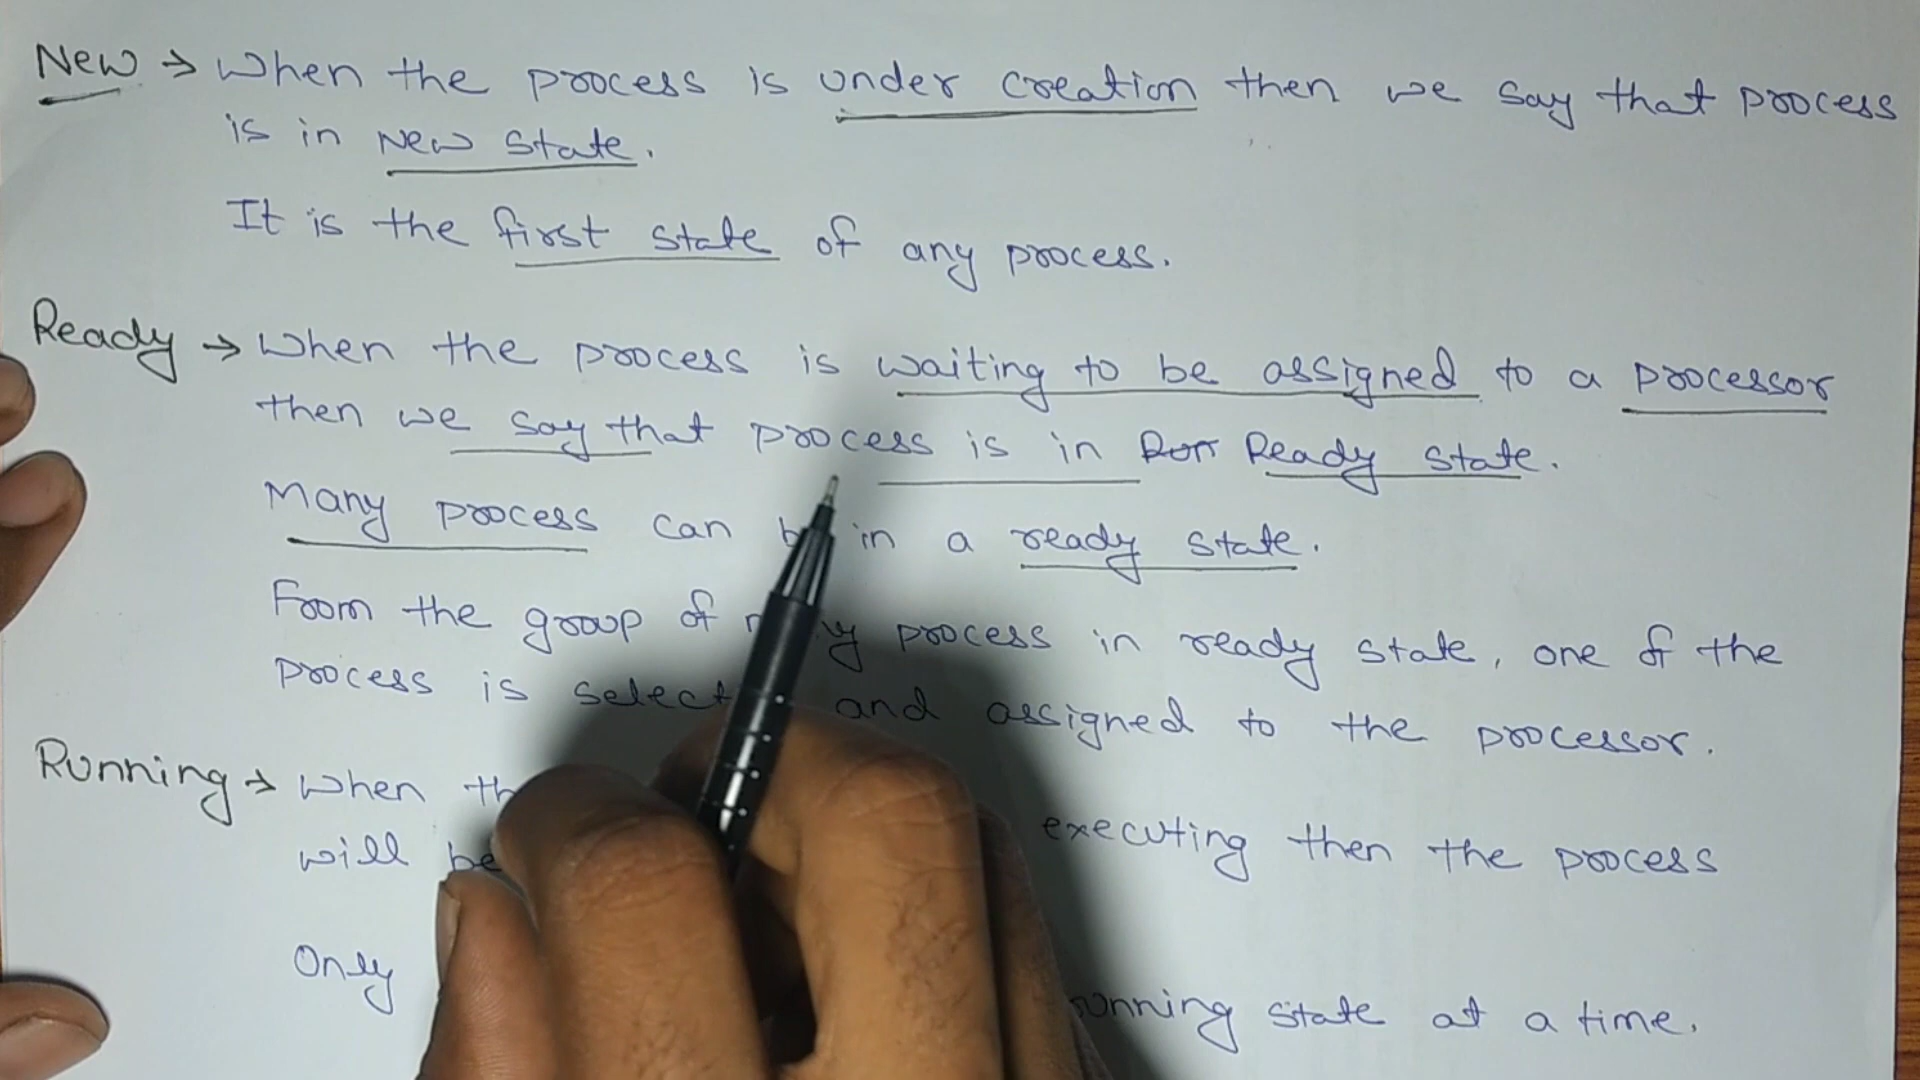 New → When the process is under creation then we say that process
is in New state.
It is the first state of any process.
Ready → When the process is waiting to be assigned to a processor
then we say that process is in Ready state.
Many process can in a ready state.
From the group of process in ready state, one of the
process is and assigned to the processor.
Running → When executing then the process
will be
Only running state at a time.